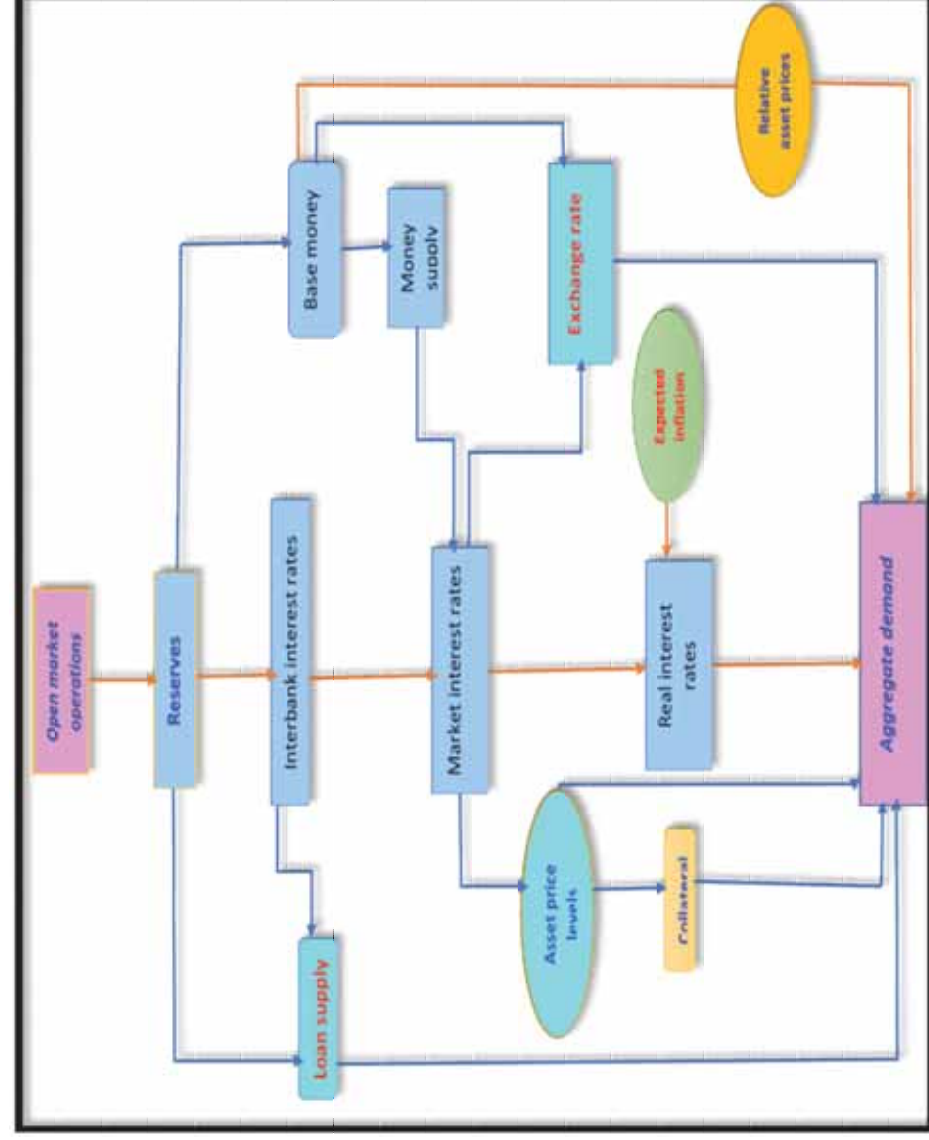 Open market
operations
Reserves
Interbank interest rates
Loan supply
Base money
Money
supply
Market interest rates
Exchange rate
Asset price
levels
Expected
inflation
Real interest
rates
Collateral
Relative
asset prices
Aggregate demand